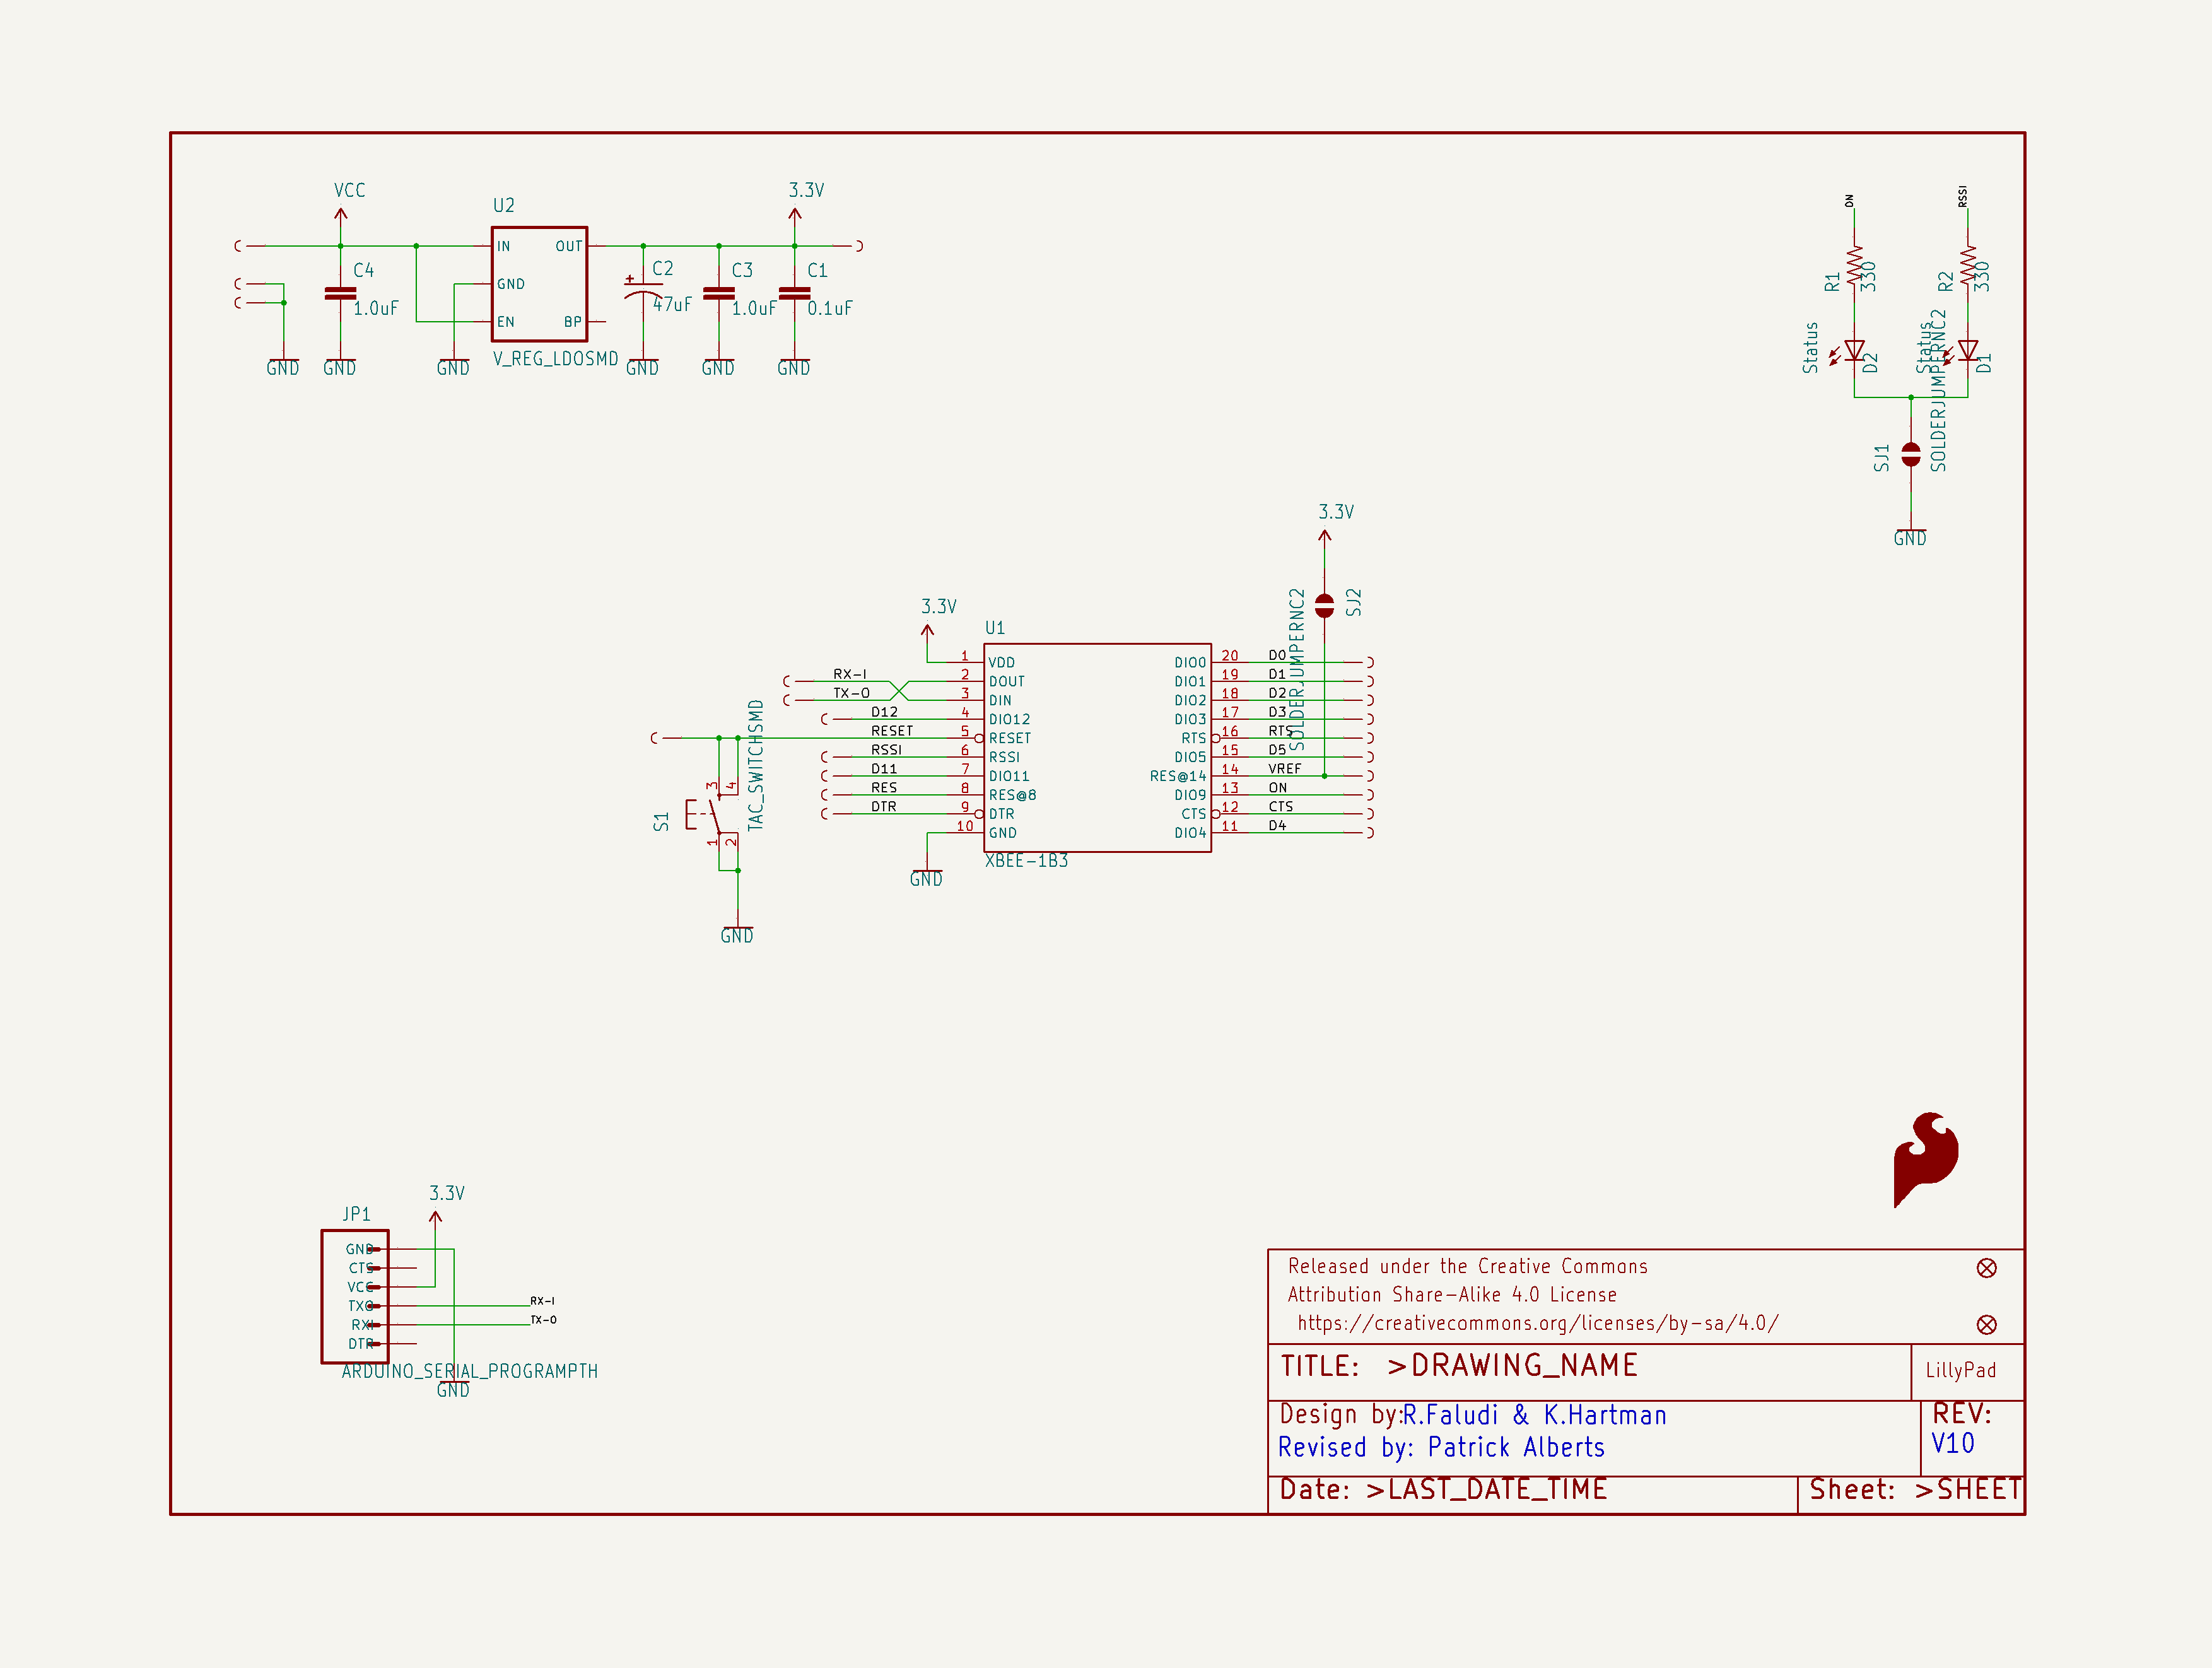 VCC
3.3V
U2
IN
OUT
GND
EN
BP
V_REG_LDOSMD
C4
1.0uF
C2
47uF
C3
1.0uF
C1
0.1uF
GND
GND
GND
GND
GND
GND
ON
RSSI
R1
330
R2
330
Status
D2
Status
D1
SJ1
SOLDERJUMPERNC2
GND
3.3V
SJ2
SOLDERJUMPERNC2
3.3V
U1
1 VDD
2 DOUT
3 DIN
4 DIO12
5 RESET
6 RSSI
7 DIO11
8 RES@8
9 DTR
10 GND
DIO0 20
DIO1 19
DIO2 18
DIO3 17
RTS 16
DIO5 15
RES@14 14
DIO9 13
CTS 12
DIO4 11
RX-I
TX-O
D12
RESET
RSSI
D11
RES
DTR
D0
D1
D2
D3
RTS
D5
VREF
ON
CTS
D4
XBEE-1B3
GND
S1
TAC_SWITCHSMD
3
4
1
2
GND
3.3V
JP1
GND
CTS
VCC
TXO
RXI
DTR
RX-I
TX-O
ARDUINO_SERIAL_PROGRAMPTH
GND
Released under the Creative Commons
Attribution Share-Alike 4.0 License
https://creativecommons.org/licenses/by-sa/4.0/
TITLE: >DRAWING_NAME
LillyPad
Design by:R.Faludi & K.Hartman
Revised by: Patrick Alberts
REV:
V10
Date: >LAST_DATE_TIME
Sheet: >SHEET